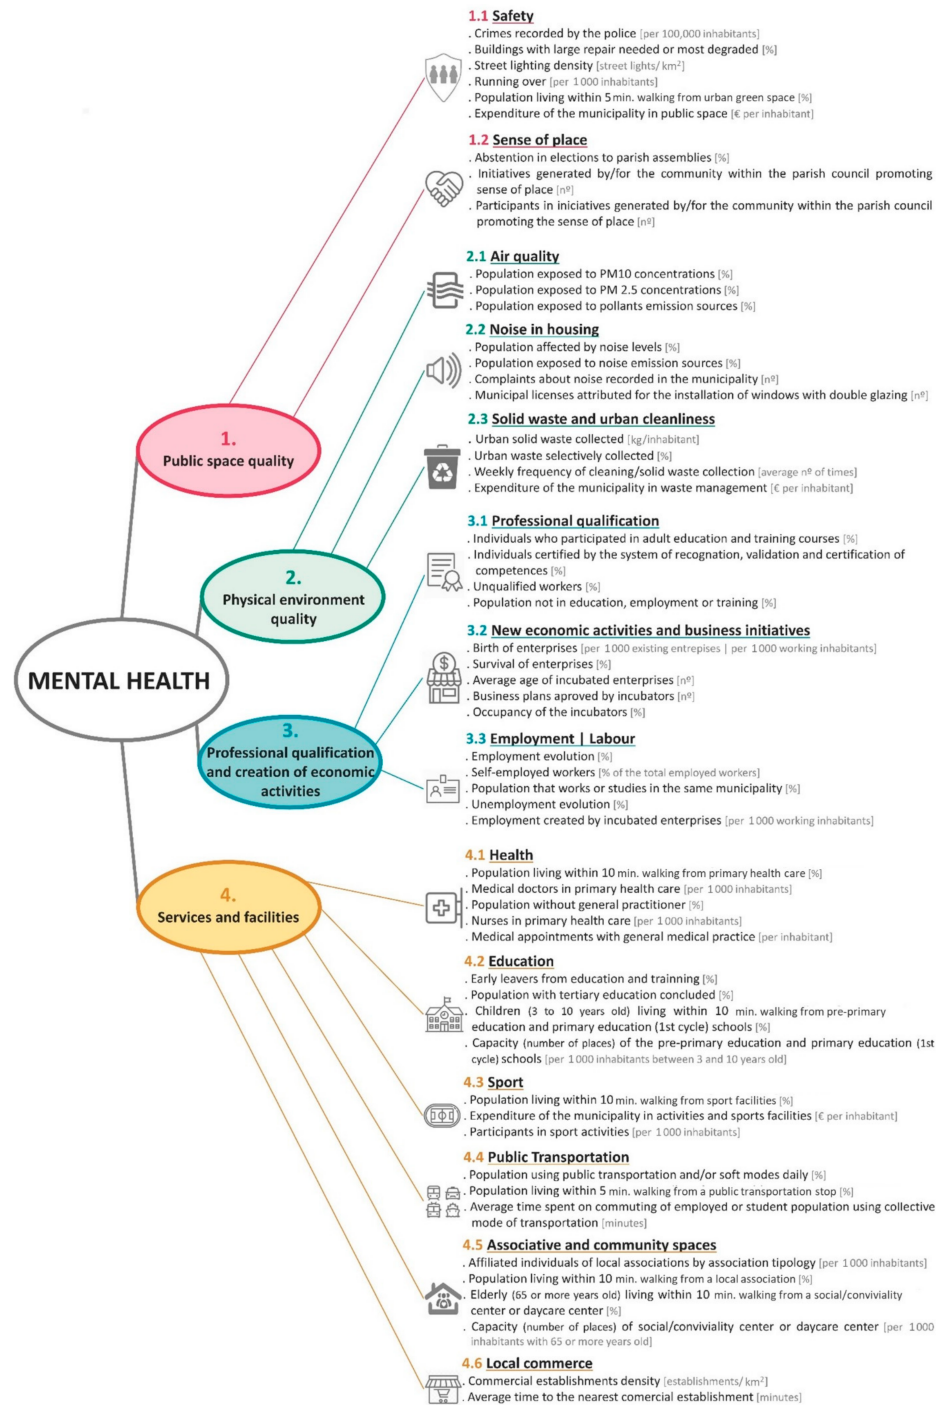 1.1 Safety
. Crimes recorded by the police [per 100,000 inhabitants]
. Buildings with large repair needed or most degraded [%]
. Street lighting density [street lights/ km²]
. Running over [per 1 000 inhabitants]
. Population living within 5 min. walking from urban green space [%]
. Expenditure of the municipality in public space [€ per inhabitant]
1.2 Sense of place
. Abstention in elections to parish assemblies [%]
. Initiatives generated by/for the community within the parish council promoting
sense of place [nº]
. Participants in iniciatives generated by/for the community within the parish council
promoting the sense of place [nº]
2.1 Air quality
. Population exposed to PM10 concentrations [%]
. Population exposed to PM 2.5 concentrations [%]
. Population exposed to pollants emission sources [%]
2.2 Noise in housing
. Population affected by noise levels [%]
. Population exposed to noise emission sources [%]
. Complaints about noise recorded in the municipality [nº]
. Municipal licenses attributed for the installation of windows with double glazing [nº]
2.3 Solid waste and urban cleanliness
. Urban solid waste collected [kg/inhabitant]
. Urban waste selectively collected [%]
. Weekly frequency of cleaning/solid waste collection [average nº of times]
. Expenditure of the municipality in waste management [€ per inhabitant]
1.
Public space quality
3.1 Professional qualification
. Individuals who participated in adult education and training courses [%]
. Individuals certified by the system of recognation, validation and certification of
competences [%]
. Unqualified workers [%]
. Population not in education, employment or training [%]
2.
Physical environment
quality
3.2 New economic activities and business initiatives
. Birth of enterprises [per 1 000 existing entrepises | per 1 000 working inhabitants]
. Survival of enterprises [%]
. Average age of incubated enterprises [nº]
. Business plans aproved by incubators [nº]
. Occupancy of the incubators [%]
MENTAL HEALTH
3.
Professional qualification
and creation of economic
activities
3.3 Employment | Labour
. Employment evolution [%]
. Self-employed workers [% of the total employed workers]
. Population that works or studies in the same municipality [%]
. Unemployment evolution [%]
. Employment created by incubated enterprises [per 1 000 working inhabitants]
4.1 Health
. Population living within 10 min. walking from primary health care [%]
. Medical doctors in primary health care [per 1 000 inhabitants]
. Population without general practitioner [%]
. Nurses in primary health care [per 1 000 inhabitants]
. Medical appointments with general medical practice [per inhabitant]
4.
Services and facilities
4.2 Education
. Early leavers from education and trainning [%]
. Population with tertiary education concluded [%]
. Children (3 to 10 years old) living within 10 min. walking from pre-primary
education and primary education (1st cycle) schools [%]
. Capacity (number of places) of the pre-primary education and primary education (1st
cycle) schools [per 1 000 inhabitants between 3 and 10 years old]
4.3 Sport
. Population living within 10 min. walking from sport facilities [%]
. Expenditure of the municipality in activities and sports facilities [€ per inhabitant]
. Participants in sport activities [per 1 000 inhabitants]
4.4 Public Transportation
. Population using public transportation and/or soft modes daily [%]
. Population living within 5 min. walking from a public transportation stop [%]
. Average time spent on commuting of employed or student population using collective
mode of transportation [minutes]
4.5 Associative and community spaces
. Affiliated individuals of local associations by association tipology [per 1 000 inhabitants]
. Population living within 10 min. walking from a local association [%]
. Elderly (65 or more years old) living within 10 min. walking from a social/conviviality
center or daycare center [%]
. Capacity (number of places) of social/conviviality center or daycare center [per 1 000
inhabitants with 65 or more years old]
4.6 Local commerce
. Commercial establishments density [establishments/ km²]
. Average time to the nearest comercial establishment [minutes]